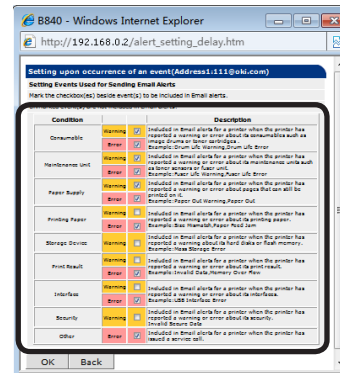 B840 - Windows Internet Explorer
http://192.168.0.2/alert_setting_delay.htm
Setting upon occurrence of an event(Address1:111@oki.com)
Setting Events Used for Sending Email Alerts
Mark the checkbox(es) beside event(s) to be included in Email alerts.
Condition Description
Consumable Warning Error
Included in Email alerts for a printer when the printer has
reported a warning or error about its consumables such as
image drums or toner cartridges.
Example:Drum Life Warning,Drum Life Error
Maintenance Unit Warning Error
Included in Email alerts for a printer when the printer has
reported a warning or error about its maintenance units such
as toner sensors or fuser unit.
Example:Fuser Life Warning,Fuser Life Error
Paper Supply Warning Error
Included in Email alerts for a printer when the printer has
reported a warning or error about pages that can still be
printed on it.
Example:Paper Out Warning,Paper Out
Printing Paper Warning Error
Included in Email alerts for a printer when the printer has
reported a warning or error about its printing paper.
Example:Size Mismatch,Paper Feed Jam
Storage Device Warning
Included in Email alerts for a printer when the printer has
reported a warning about its hard disks or flash memory.
Example:Mass Storage Error
Print Result Warning Error
Included in Email alerts for a printer when the printer has
reported a warning or error about its print result.
Example:Invalid Data,Memory Over Flow
Interface Warning Error
Included in Email alerts for a printer when the printer has
reported a warning or error about its interfaces.
Example:USB Interface Error
Security Warning
Included in Email alerts for a printer when the printer has
reported a warning or error about its security.
Invalid Secure Data
Other Error
Included in Email alerts for a printer when the printer has
issued a service call.
OK Back